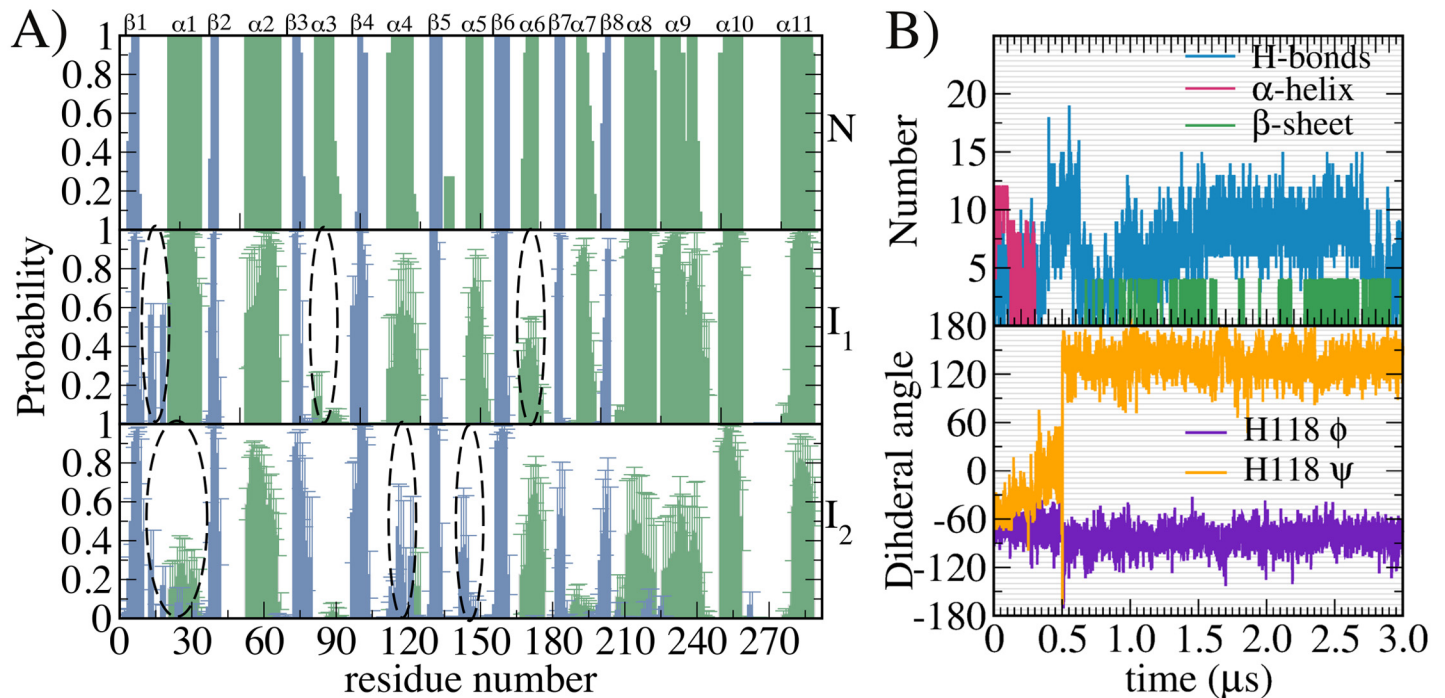 A)
β1 α1 β2 α2 β3 α3 β4 α4 β5 α5 β6 α6 β7 α7 β8 α8 α9 α10 α11
1
0.8
0.6
0.4
0.2
N
1
0.8
0.6
0.4
0.2
I1
1
0.8
0.6
0.4
0.2
0
I2
Probability
0 30 60 90 120 150 180 210 240 270
residue number
B)
H-bonds
α-helix
β-sheet
20
15
10
5
Number
180
120
60
0
-60
-120
-180
Dihderal angle
H118 ϕ
H118 ψ
0 0.5 1.0 1.5 2.0 2.5 3.0
time (μs)